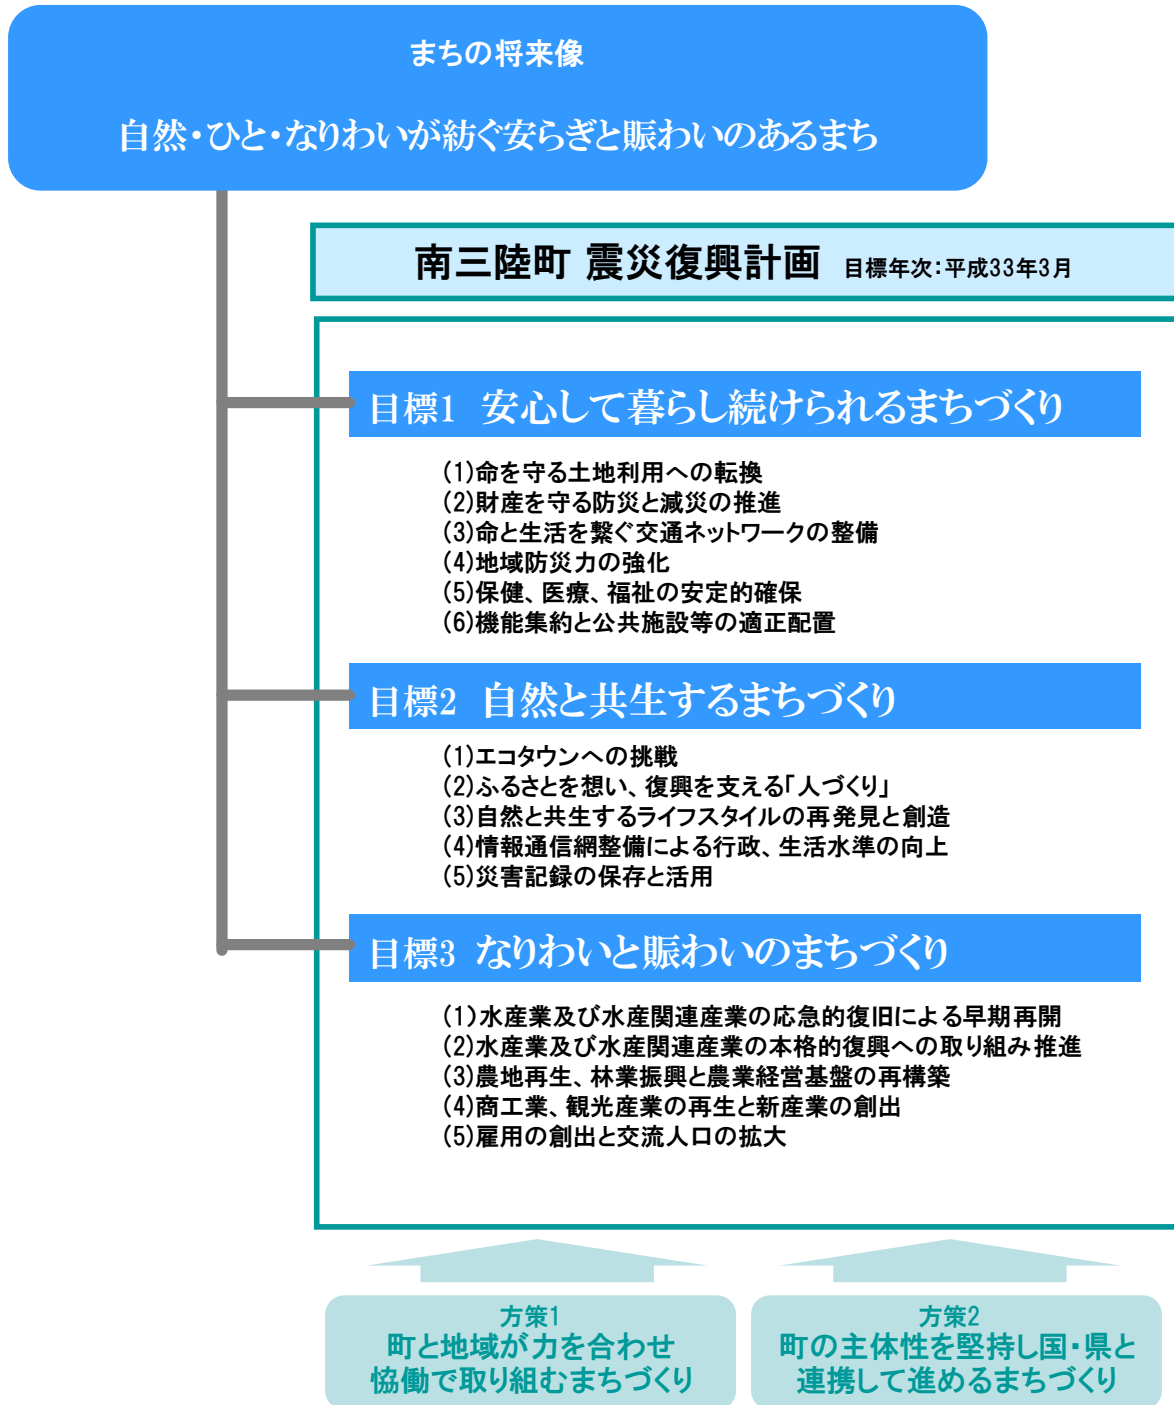 まちの将来像
自然・ひと・なりわいが紡ぐ安らぎと賑わいのあるまち
南三陸町 震災復興計画 目標年次：平成33年3月
目標1 安心して暮らし続けられるまちづくり
(1)命を守る土地利用への転換
(2)財産を守る防災と減災の推進
(3)命と生活を繋ぐ交通ネットワークの整備
(4)地域防災力の強化
(5)保健、医療、福祉の安定的確保
(6)機能集約と公共施設等の適正配置
目標2 自然と共生するまちづくり
(1)エコタウンへの挑戦
(2)ふるさとを想い、復興を支える「人づくり」
(3)自然と共生するライフスタイルの再発見と創造
(4)情報通信網整備による行政、生活水準の向上
(5)災害記録の保存と活用
目標3 なりわいと賑わいのまちづくり
(1)水産業及び水産関連産業の応急的復旧による早期再開
(2)水産業及び水産関連産業の本格的復興への取り組み推進
(3)農地再生、林業振興と農業経営基盤の再構築
(4)商工業、観光産業の再生と新産業の創出
(5)雇用の創出と交流人口の拡大
方策1
町と地域が力を合わせ
協働で取り組むまちづくり
方策2
町の主体性を堅持し国・県と
連携して進めるまちづくり